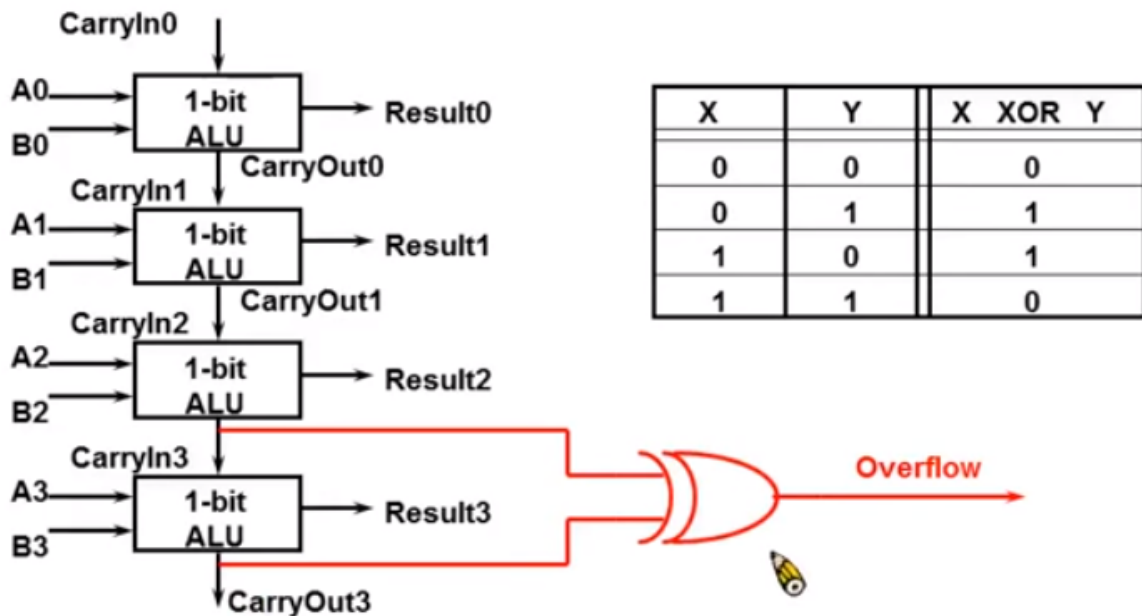 CarryIn0
A0
1-bit
ALU
Result0
B0
CarryOut0
CarryIn1
A1
1-bit
ALU
Result1
B1
CarryOut1
CarryIn2
A2
1-bit
ALU
Result2
B2
CarryIn3
A3
1-bit
ALU
Result3
B3
CarryOut3
X Y X XOR Y
0 0 0
0 1 1
1 0 1
1 1 0
Overflow